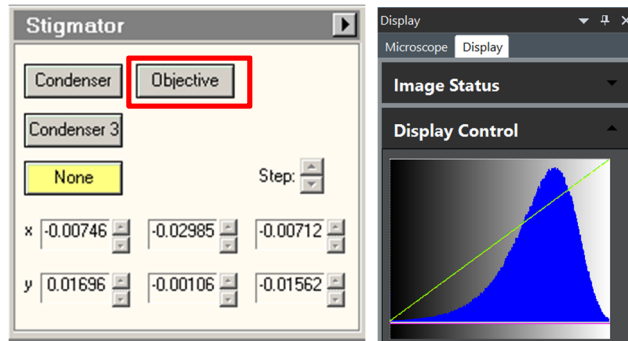 Stigmator
Condenser Objective
Condenser 3
None Step:
x -0.00746 -0.02985 -0.00712
y 0.01696 -0.00106 -0.01562
Display
Microscope Display
Image Status
Display Control